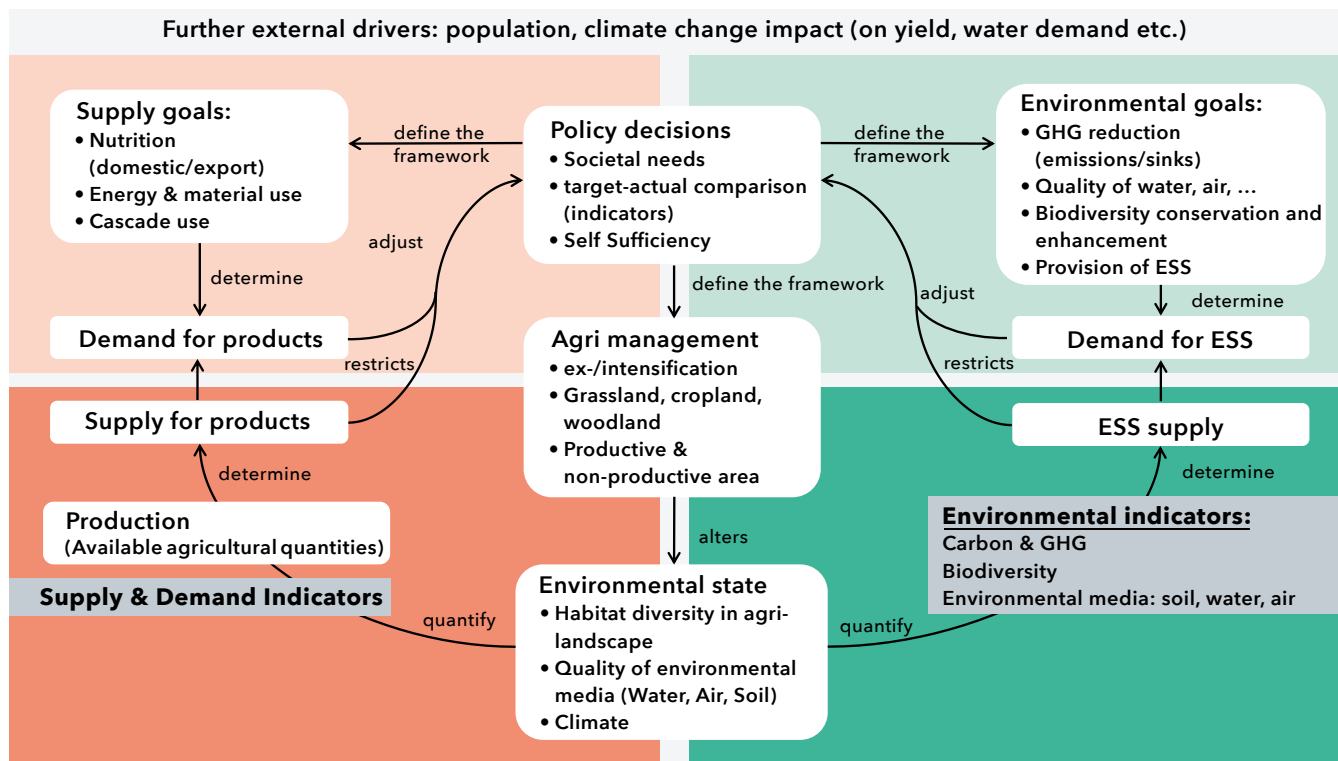 Further external drivers: population, climate change impact (on yield, water demand etc.)
Supply goals:
• Nutrition
(domestic/export)
• Energy & material use
• Cascade use
define the
framework
Policy decisions
• Societal needs
• target-actual comparison
(indicators)
• Self Sufficiency
define the
framework
Environmental goals:
• GHG reduction
(emissions/sinks)
• Quality of water, air, …
• Biodiversity conservation and
enhancement
• Provision of ESS
adjust
determine
define the framework
adjust
determine
Demand for products
restricts
Agri management
• ex-/intensification
• Grassland, cropland,
woodland
• Productive &
non-productive area
Demand for ESS
restricts
Supply for products
ESS supply
determine
determine
Production
(Available agricultural quantities)
Supply & Demand Indicators
alters
Environmental indicators:
Carbon & GHG
Biodiversity
Environmental media: soil, water, air
quantify
Environmental state
• Habitat diversity in agri-
landscape
• Quality of environmental
media (Water, Air, Soil)
• Climate
quantify